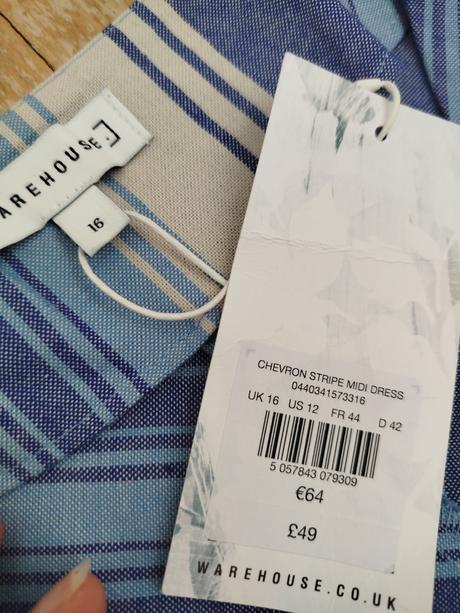 WAREHOUSE
16
CHEVRON STRIPE MIDI DRESS
0440341573316
UK 16 US 12 FR 44 D 42
5 057843 079309
€64
£49
WAREHOUSE.CO.UK